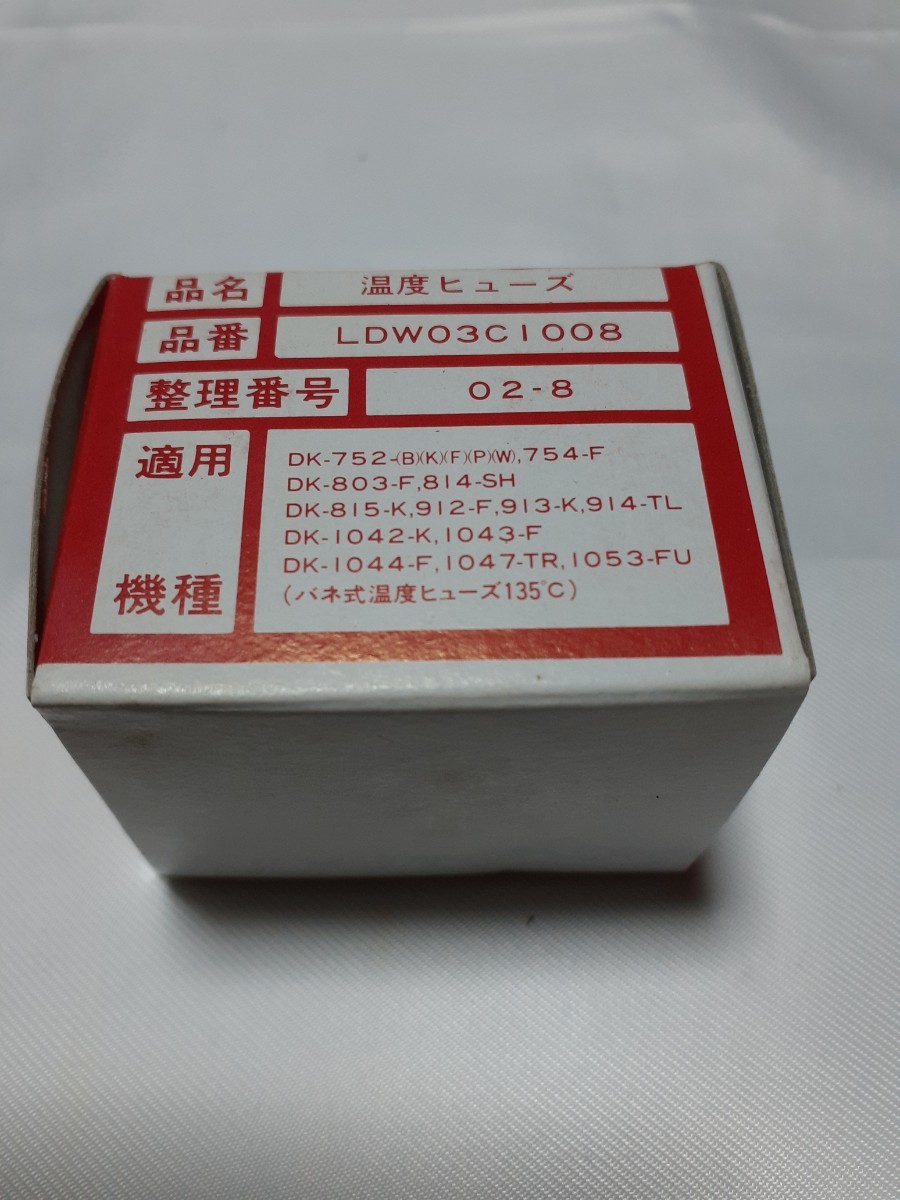 品名 温度ヒューズ
品番 LDW03C1008
整理番号 02-8
適用機種
DK-752-(B)(K)(F)(P)(W),754-F
DK-803-F,814-SH
DK-815-K,912-F,913-K,914-TL
DK-1042-K,1043-F
DK-1044-F,1047-TR,1053-FU
(バネ式温度ヒューズ135℃)